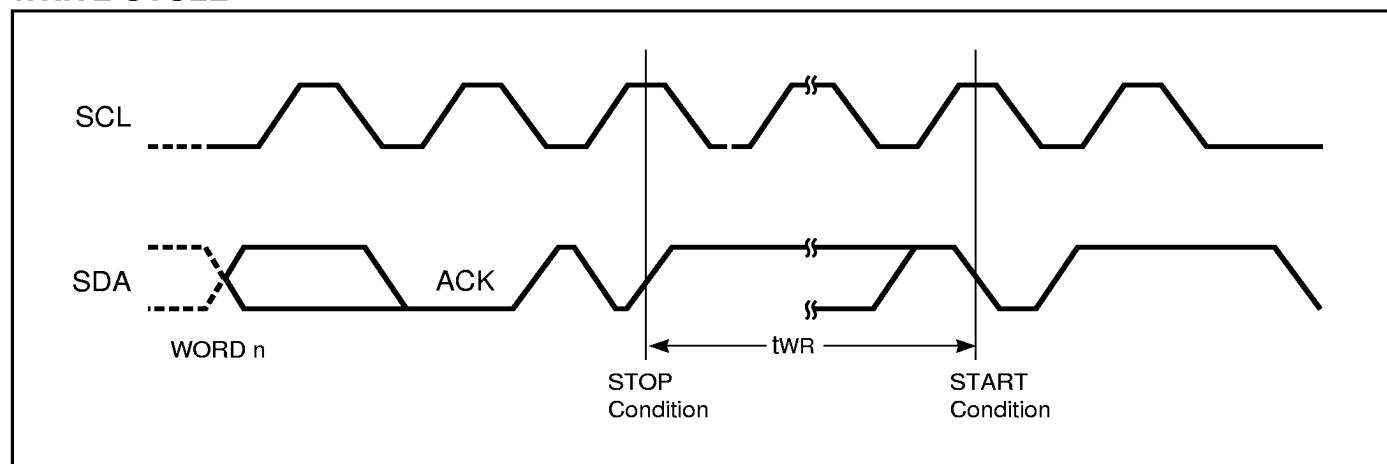 SCL
SDA
ACK
WORD n
tWR
STOP
Condition
START
Condition